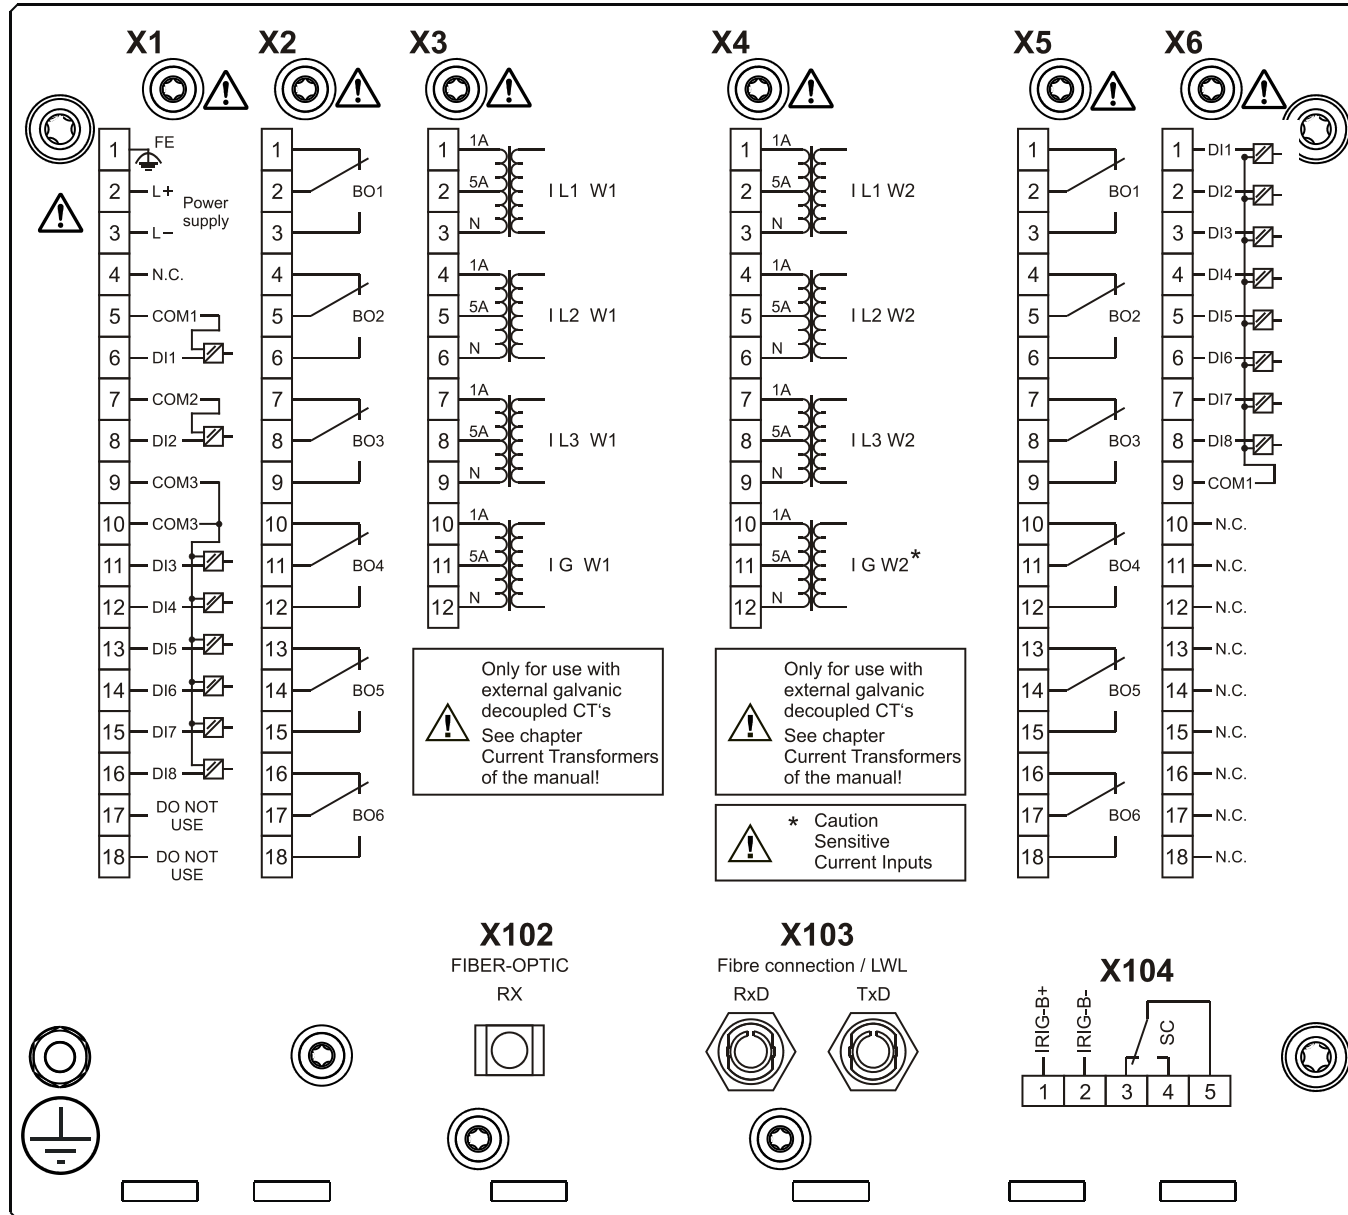 X1
X2
X3
X4
X5
X6
1 FE
2 L+
Power
supply
3 L–
4 N.C.
5 COM1
6 DI1
7 COM2
8 DI2
9 COM3
10 COM3
11 DI3
12 DI4
13 DI5
14 DI6
15 DI7
16 DI8
17 DO NOT
USE
18 DO NOT
USE
1
2 BO1
3
4
5 BO2
6
7
8 BO3
9
10
11 BO4
12
13
14 BO5
15
16
17 BO6
18
1 1A
2 5A I L1 W1
3 N
4 1A
5 5A I L2 W1
6 N
7 1A
8 5A I L3 W1
9 N
10 1A
11 5A I G W1
12 N
Only for use with
external galvanic
decoupled CT‘s
See chapter
Current Transformers
of the manual!
1 1A
2 5A I L1 W2
3 N
4 1A
5 5A I L2 W2
6 N
7 1A
8 5A I L3 W2
9 N
10 1A
11 5A I G W2*
12 N
Only for use with
external galvanic
decoupled CT‘s
See chapter
Current Transformers
of the manual!
* Caution
Sensitive
Current Inputs
1
2 BO1
3
4
5 BO2
6
7
8 BO3
9
10
11 BO4
12
13
14 BO5
15
16
17 BO6
18
1 DI1
2 DI2
3 DI3
4 DI4
5 DI5
6 DI6
7 DI7
8 DI8
9 COM1
10 N.C.
11 N.C.
12 N.C.
13 N.C.
14 N.C.
15 N.C.
16 N.C.
17 N.C.
18 N.C.
X102
FIBER-OPTIC
RX
X103
Fibre connection / LWL
RxD TxD
X104
IRIG-B+
IRIG-B-
SC
1 2 3 4 5